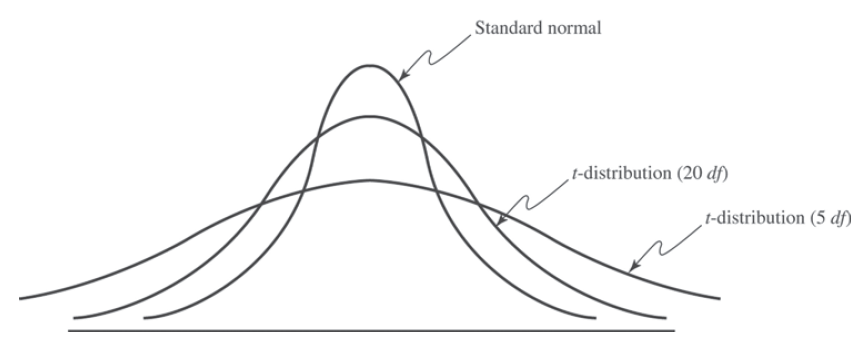 Standard normal
t-distribution (20 df)
t-distribution (5 df)